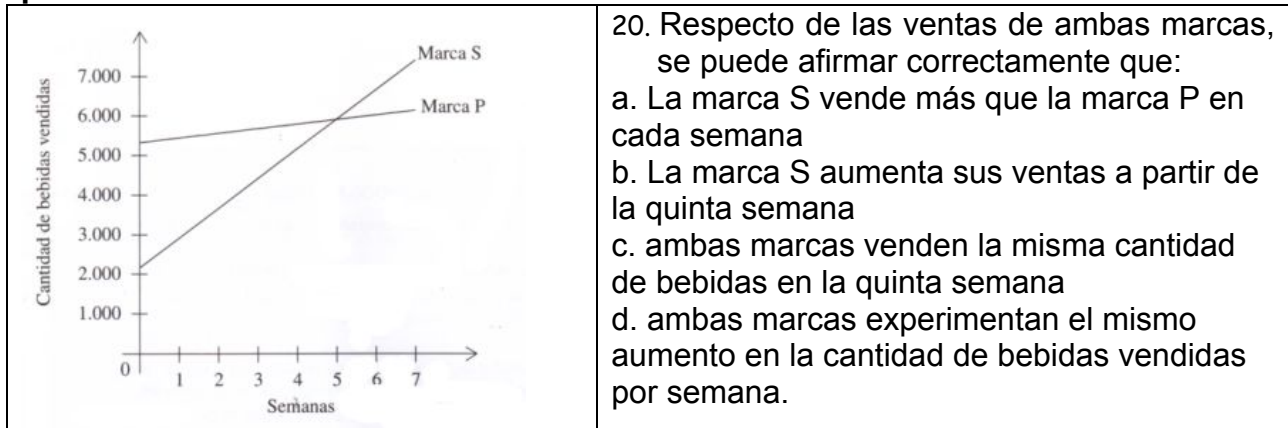 Cantidad de bebidas vendidas
7.000
6.000
5.000
4.000
3.000
2.000
1.000
0
1 2 3 4 5 6 7
Semanas
Marca S
Marca P
20. Respecto de las ventas de ambas marcas,
se puede afirmar correctamente que:
a. La marca S vende más que la marca P en
cada semana
b. La marca S aumenta sus ventas a partir de
la quinta semana
c. ambas marcas venden la misma cantidad
de bebidas en la quinta semana
d. ambas marcas experimentan el mismo
aumento en la cantidad de bebidas vendidas
por semana.